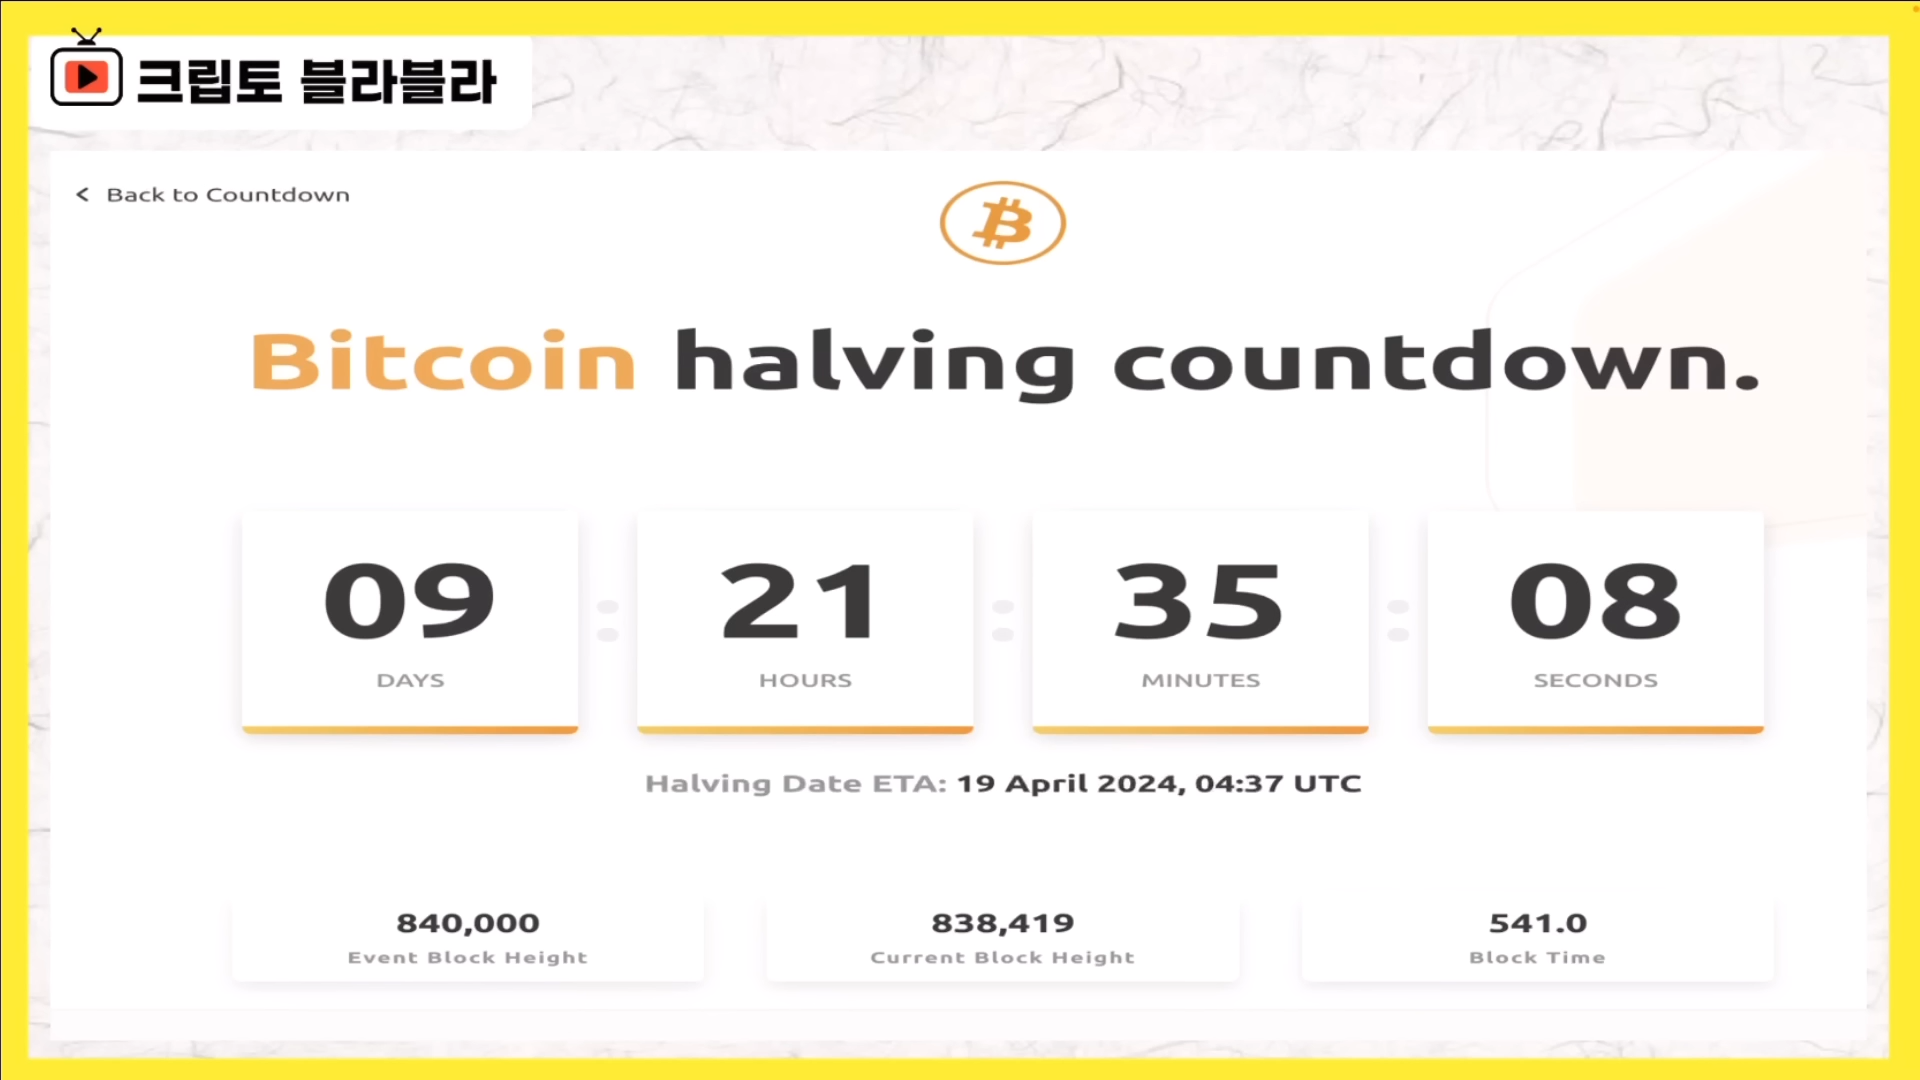 크립토 블라블라
Back to Countdown
Bitcoin halving countdown.
09 21 35 08
DAYS HOURS MINUTES SECONDS
Halving Date ETA: 19 April 2024, 04:37 UTC
840,000 838,419 541.0
Event Block Height Current Block Height Block Time